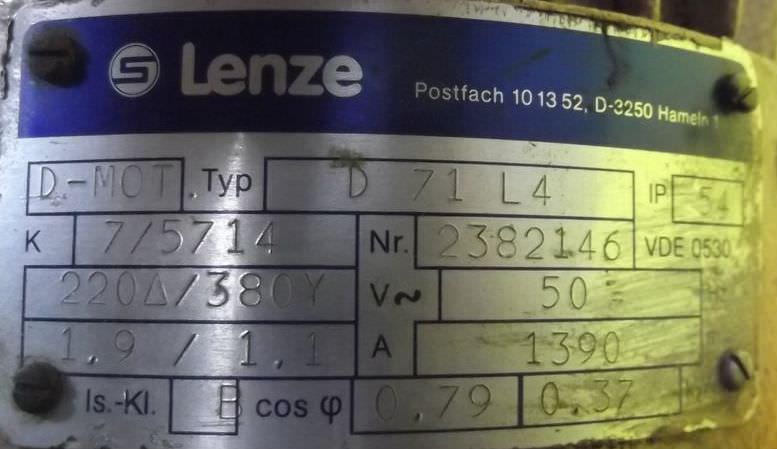 Lenze
Postfach 10 13 52, D-3250 Hameln 1
D-MOT. Typ D 71 L4 IP 54
K 7/5714 Nr. 2382146 VDE 0530
220Δ/380Y V~ 50
1.9 / 1.1 A 1390
Is.-Kl. B cos φ 0.79 0.37